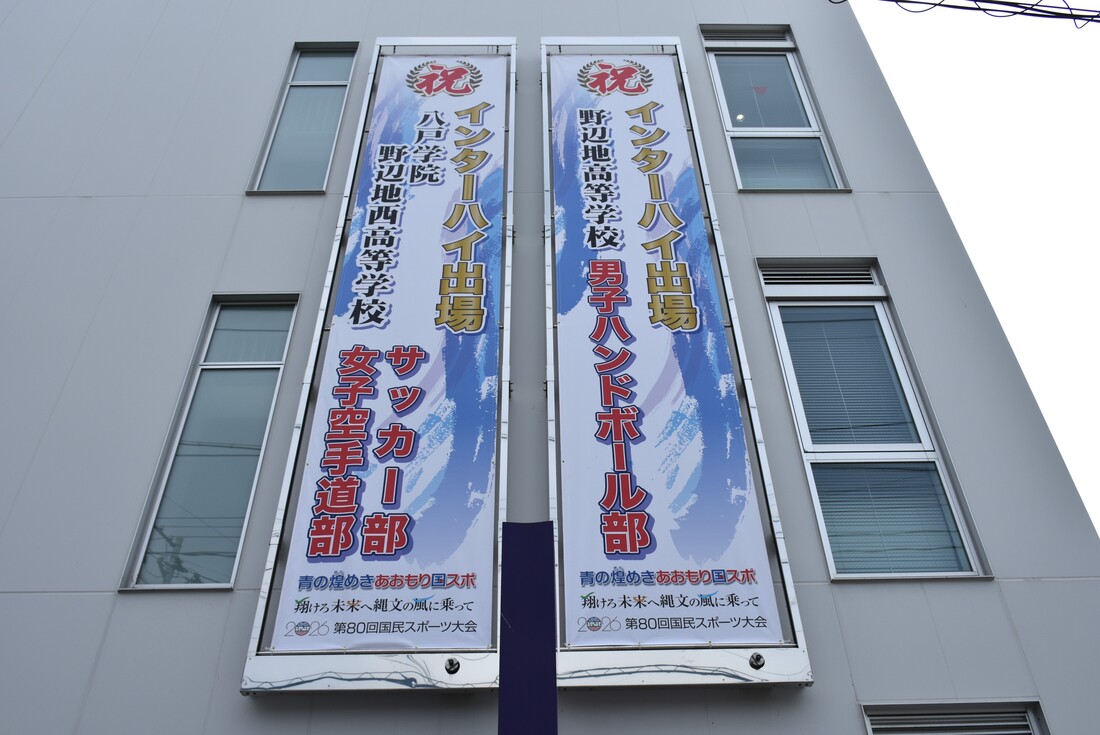 祝
インターハイ出場
八戸学院
野辺地西高等学校
サッカー部
女子空手道部
青の煌めきあおもり国スポ
翔けろ未来へ縄文の風に乗って
2026 第80回国民スポーツ大会
祝
インターハイ出場
野辺地高等学校
男子ハンドボール部
青の煌めきあおもり国スポ
翔けろ未来へ縄文の風に乗って
2026 第80回国民スポーツ大会